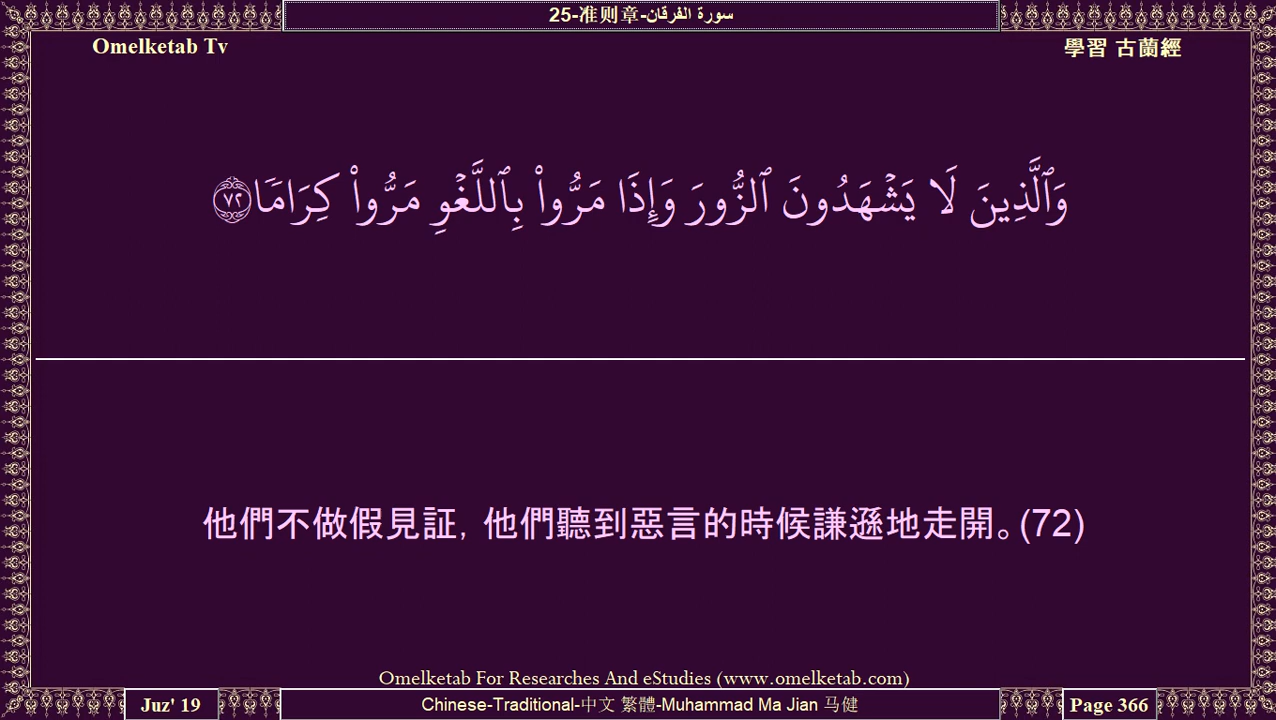 25-准则章-سورة الفرقان
Omelketab Tv
學習 古蘭經
وَٱلَّذِينَ لَا يَشۡهَدُونَ ٱلزُّورَ وَإِذَا مَرُّواْ بِٱللَّغۡوِ مَرُّواْ كِرَامٗا ٧٢
他們不做假見証，他們聽到惡言的時候謙遜地走開。(72)
Omelketab For Researches And eStudies (www.omelketab.com)
Juz' 19
Chinese-Traditional-中文 繁體-Muhammad Ma Jian 马健
Page 366